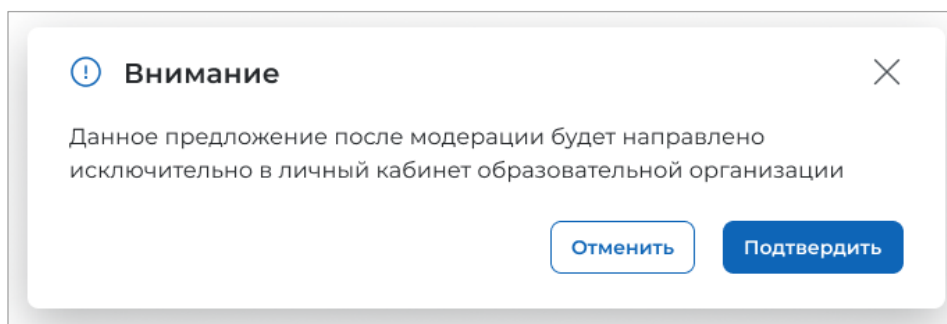 Внимание
Данное предложение после модерации будет направлено
исключительно в личный кабинет образовательной организации
Отменить
Подтвердить